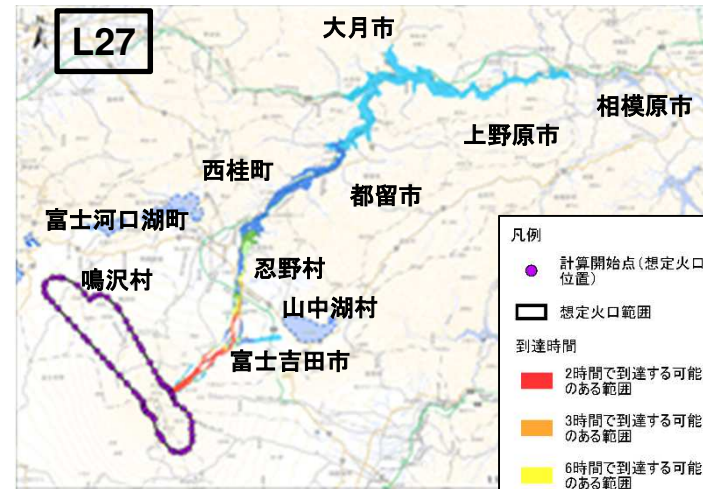 L27
大月市
相模原市
上野原市
西桂町
都留市
富士河口湖町
忍野村
鳴沢村
山中湖村
富士吉田市
凡例
計算開始点(想定火口
位置)
想定火口範囲
到達時間
2時間で到達する可能
のある範囲
3時間で到達する可能
のある範囲
6時間で到達する可能
のある範囲